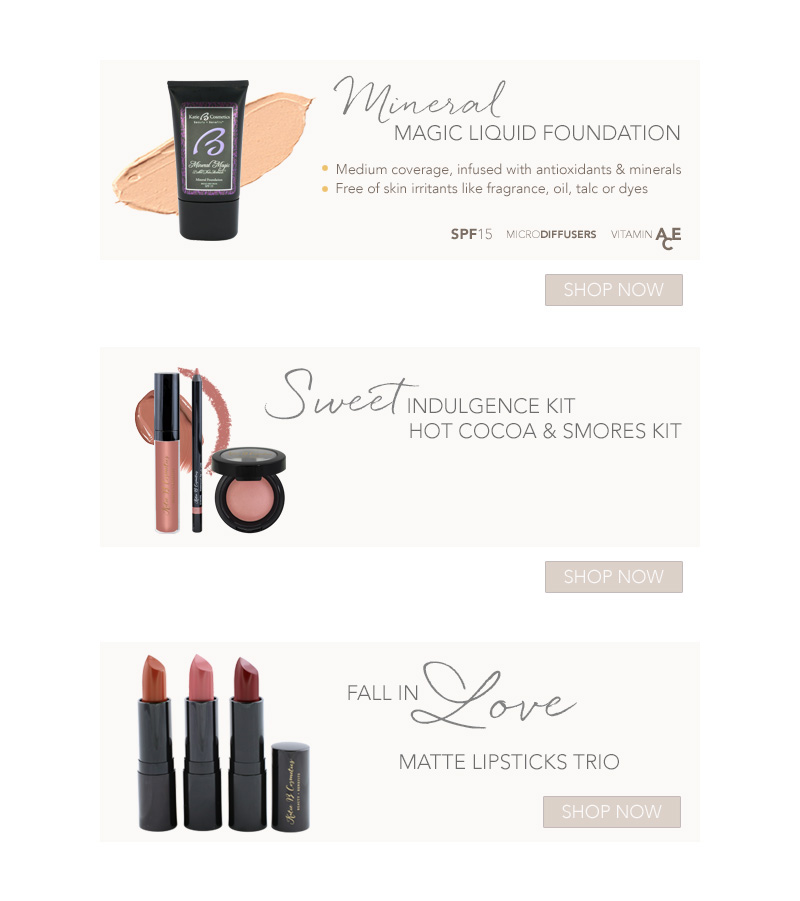 Mineral
MAGIC LIQUID FOUNDATION
Medium coverage, infused with antioxidants & minerals
Free of skin irritants like fragrance, oil, talc or dyes
SPF15 MICRODIFFUSERS VITAMIN ACE
Katie B Cosmetics
B
Mineral Magic
SHOP NOW
Sweet INDULGENCE KIT
HOT COCOA & SMORES KIT
SHOP NOW
FALL IN Love
MATTE LIPSTICKS TRIO
Katie B Cosmetics
SHOP NOW